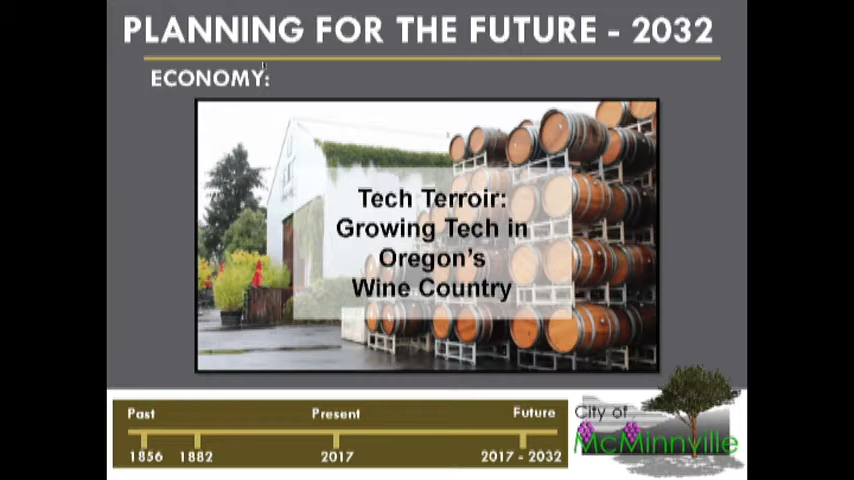 PLANNING FOR THE FUTURE - 2032
ECONOMY:
Tech Terroir:
Growing Tech in
Oregon's
Wine Country
Past Present Future
1856 1882 2017 2017 - 2032
City of
McMinnville